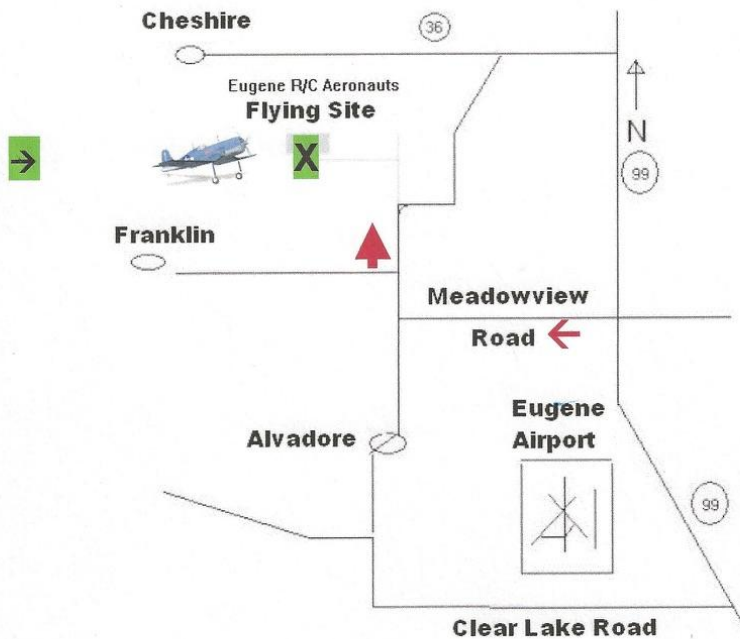 Cheshire
36
Eugene R/C Aeronauts
Flying Site
X
N
99
Franklin
Meadowview
Road
Eugene
Airport
Alvadore
99
Clear Lake Road